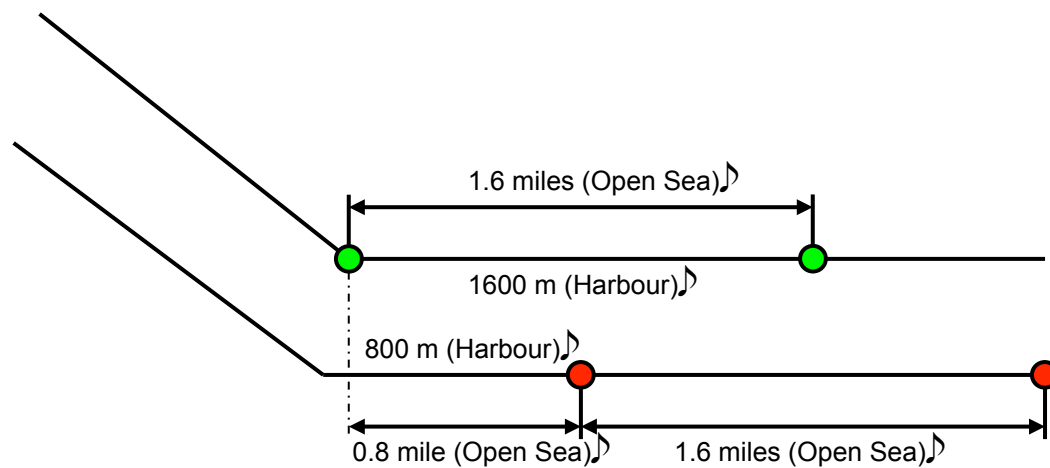 1.6 miles (Open Sea)♪
1600 m (Harbour)♪
800 m (Harbour)♪
0.8 mile (Open Sea)♪
1.6 miles (Open Sea)♪